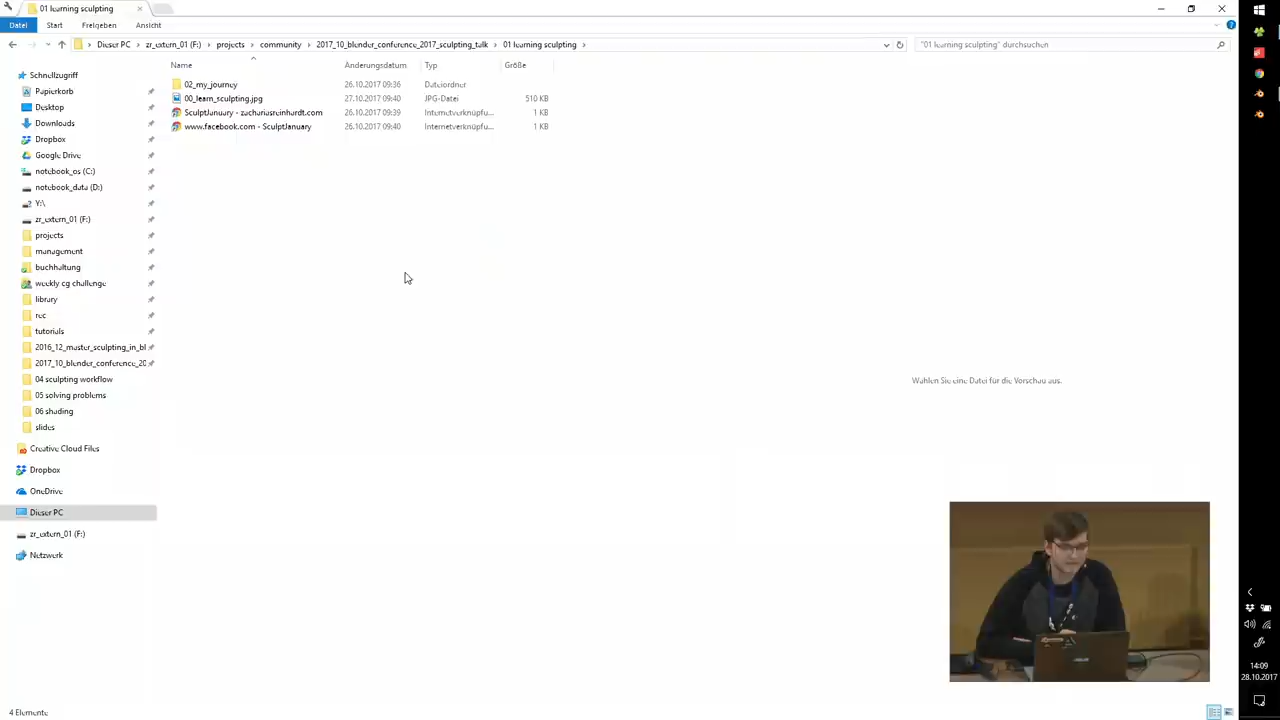 01 learning sculpting
Datei Start Freigeben Ansicht
Dieser PC zr_extern_01 (F:) projects community 2017_10_blender_conference_2017_sculpting_talk 01 learning sculpting
"01 learning sculpting" durchsuchen
Name Änderungsdatum Typ Größe
02_my_journey 26.10.2017 09:36 Dateiordner
00_learn_sculpting.jpg 27.10.2017 09:40 JPG-Datei 510 KB
SculptJanuary - zachariasreinhardt.com 26.10.2017 09:39 Internetverknüpfu... 1 KB
www.facebook.com - SculptJanuary 26.10.2017 09:40 Internetverknüpfu... 1 KB
Schnellzugriff
Papierkorb
Desktop
Downloads
Dropbox
Google Drive
notebook_os (C:)
notebook_data (D:)
Y:\
zr_extern_01 (F:)
projects
management
buchhaltung
weekly cg challenge
library
rec
tutorials
2016_12_master_sculpting_in_bl
2017_10_blender_conference_20
04 sculpting workflow
05 solving problems
06 shading
slides
Creative Cloud Files
Dropbox
OneDrive
Dieser PC
zr_extern_01 (F:)
Netzwerk
Wählen Sie eine Datei für die Vorschau aus.
14:09
28.10.2017
4 Elemente